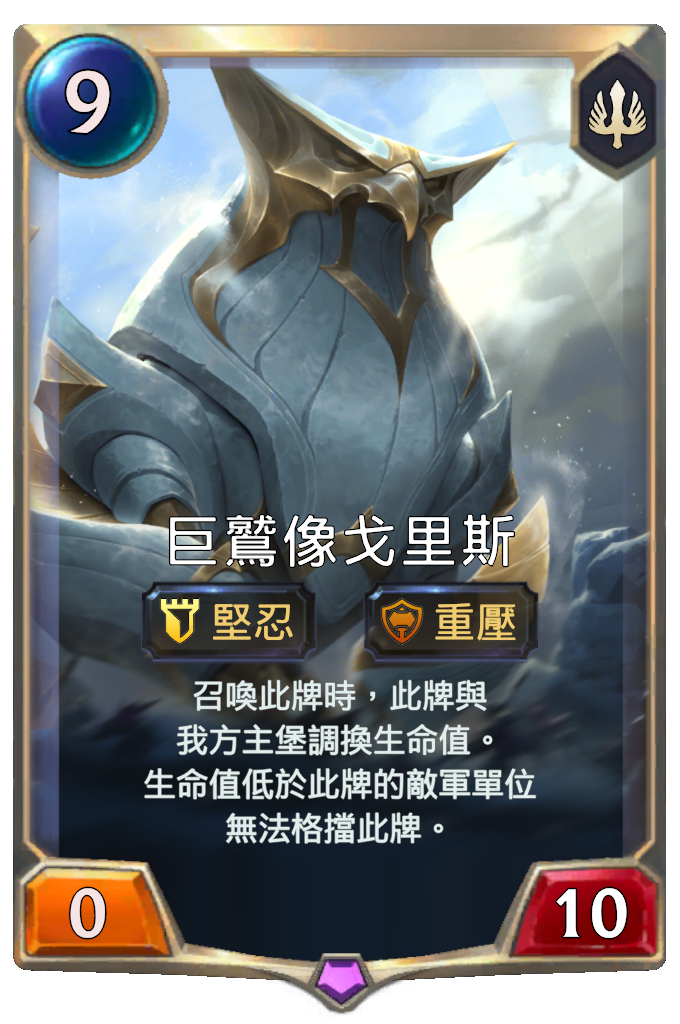 9
巨鷲像戈里斯
堅忍 重壓
召喚此牌時，此牌與
我方主堡調換生命值。
生命值低於此牌的敵軍單位
無法格擋此牌。
0 10